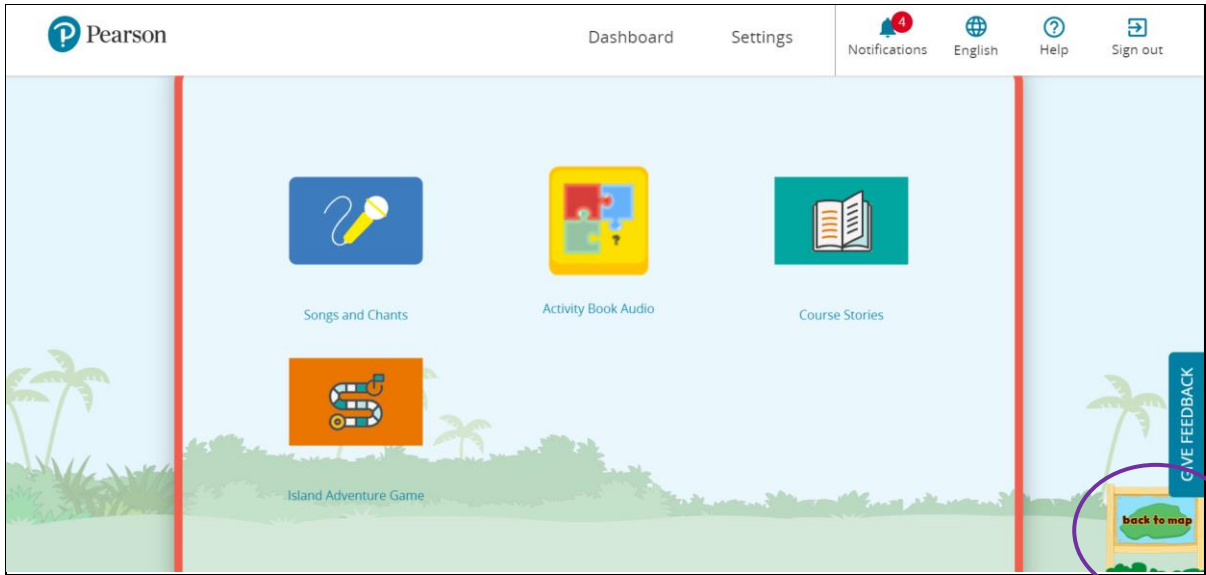 Pearson
Dashboard
Settings
4
Notifications
English
Help
Sign out
Songs and Chants
Activity Book Audio
?
Course Stories
Island Adventure Game
GIVE FEEDBACK
back to map